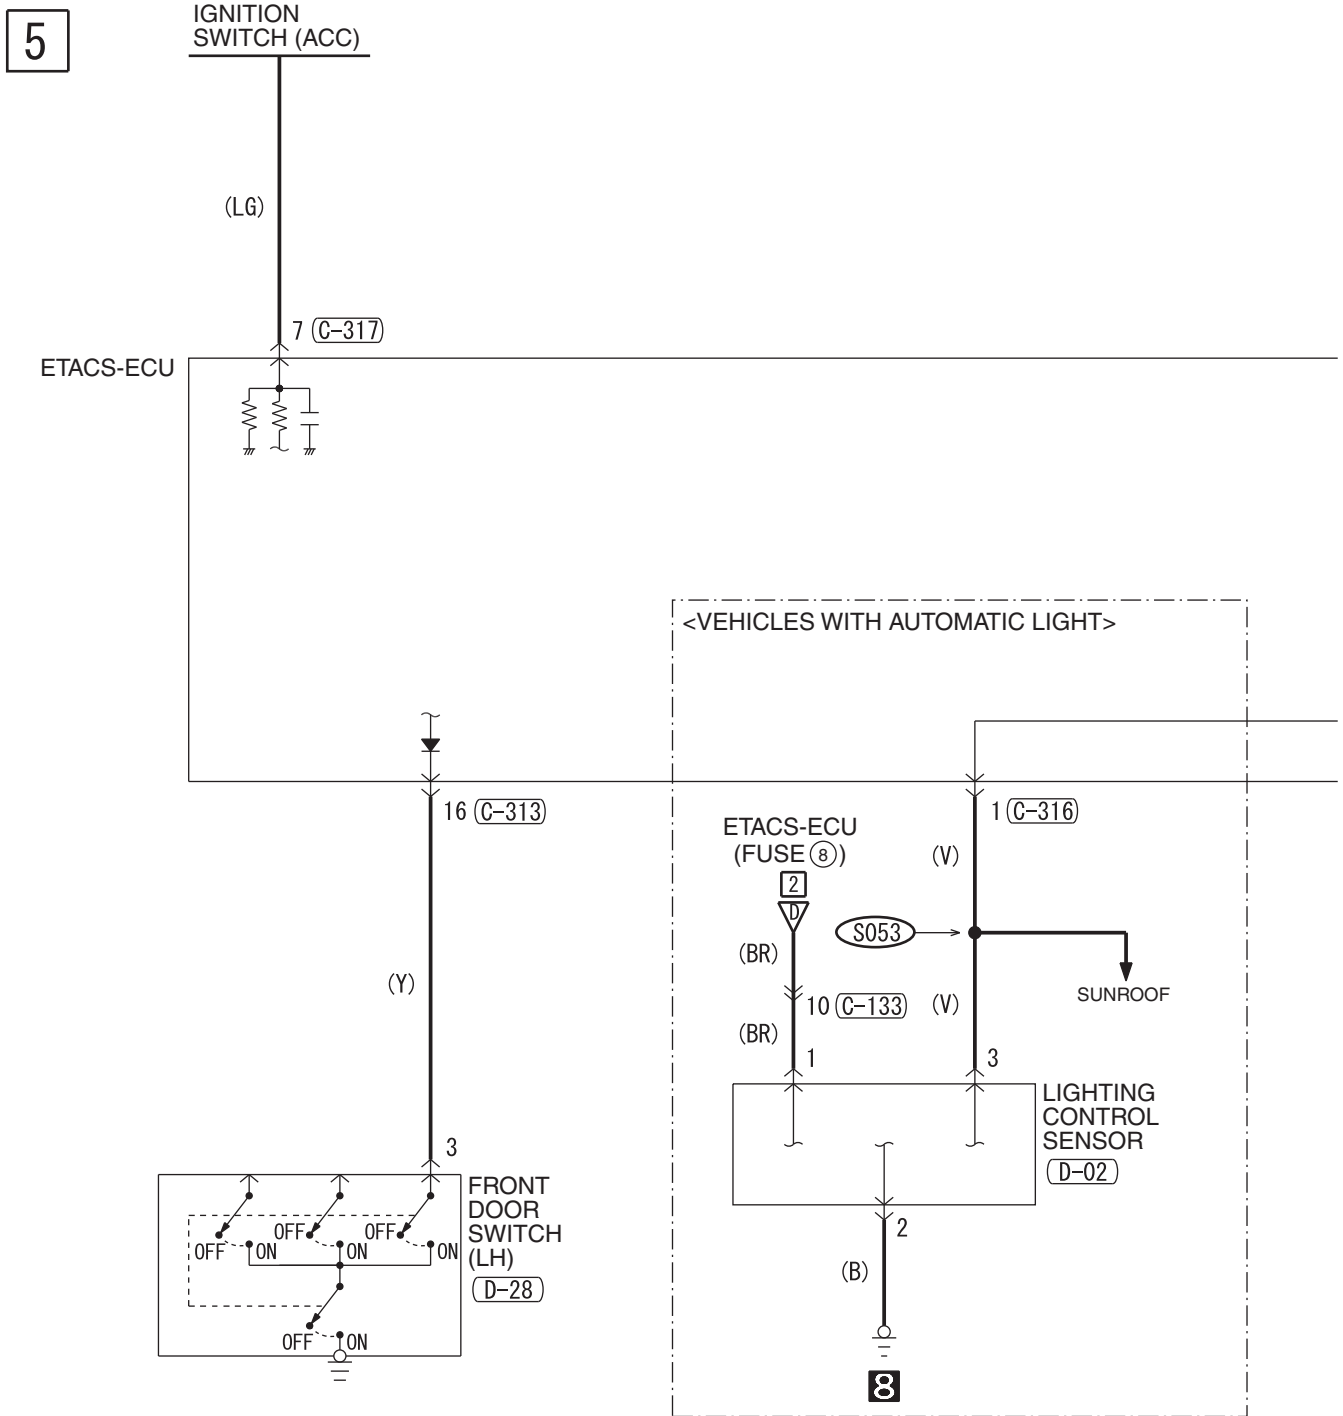 5
IGNITION
SWITCH (ACC)
(LG)
7 C-317
ETACS-ECU
<VEHICLES WITH AUTOMATIC LIGHT>
16 C-313
1 C-316
ETACS-ECU
(FUSE 8)
2
D
(V)
S053
(BR)
(Y)
SUNROOF
10 C-133
(V)
(BR)
1
3
LIGHTING
CONTROL
SENSOR
D-02
3
FRONT
DOOR
SWITCH
(LH)
D-28
OFF ON
OFF ON
OFF ON
OFF ON
2
(B)
8